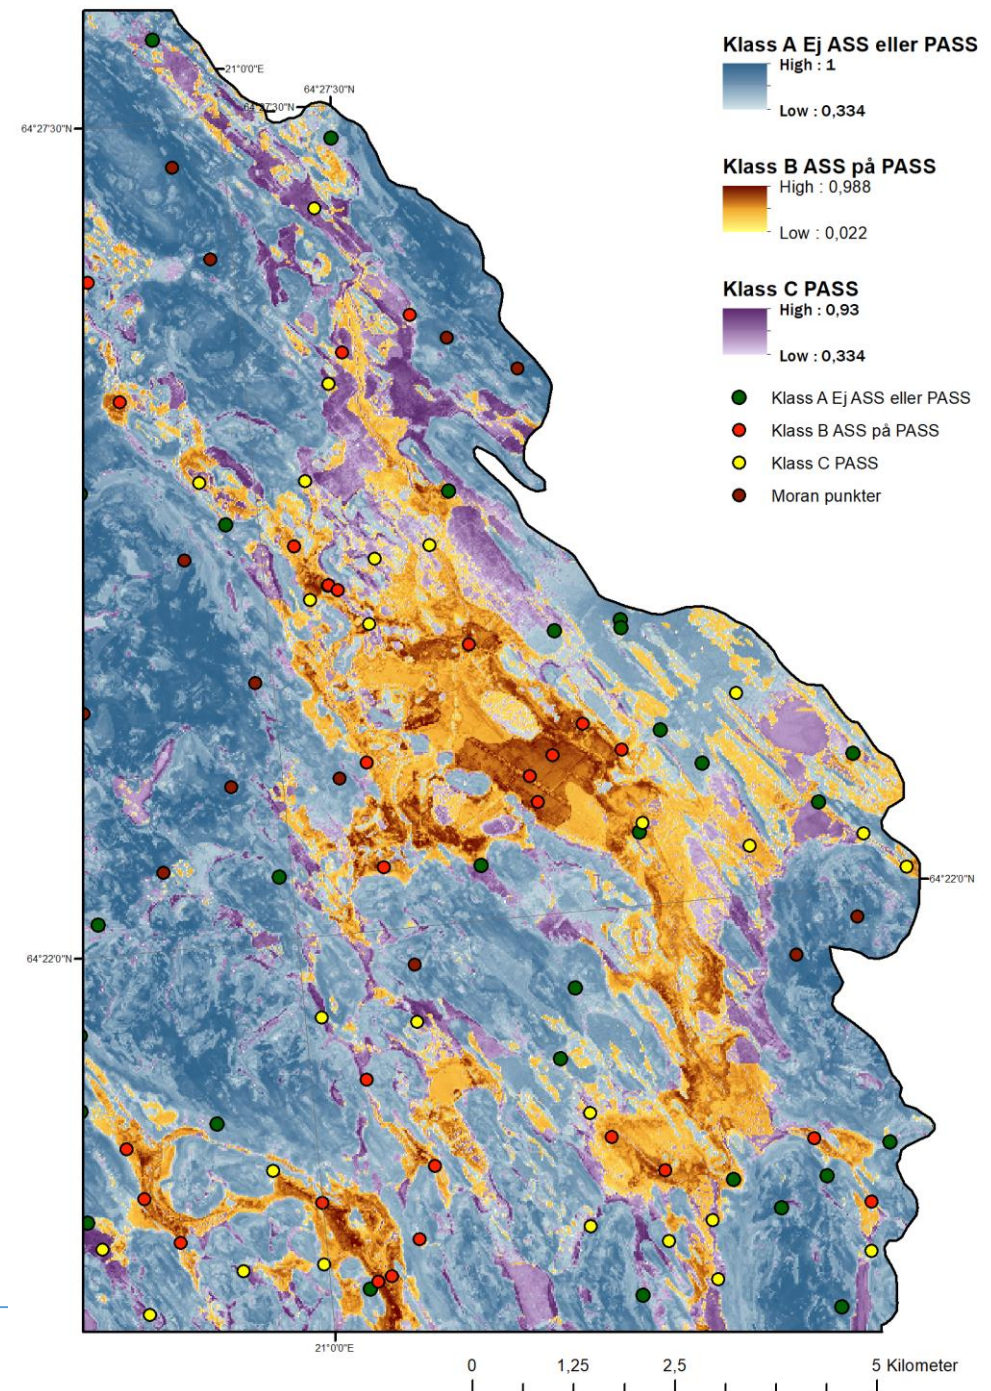 Klass A Ej ASS eller PASS
High : 1
Low : 0,334
Klass B ASS på PASS
High : 0,988
Low : 0,022
Klass C PASS
High : 0,93
Low : 0,334
Klass A Ej ASS eller PASS
Klass B ASS på PASS
Klass C PASS
Moran punkter
21°0'0"E
64°27'30"N
64°27'30"N
64°27'30"N
64°22'0"N
64°22'0"N
21°0'0"E
0 1,25 2,5 5 Kilometer